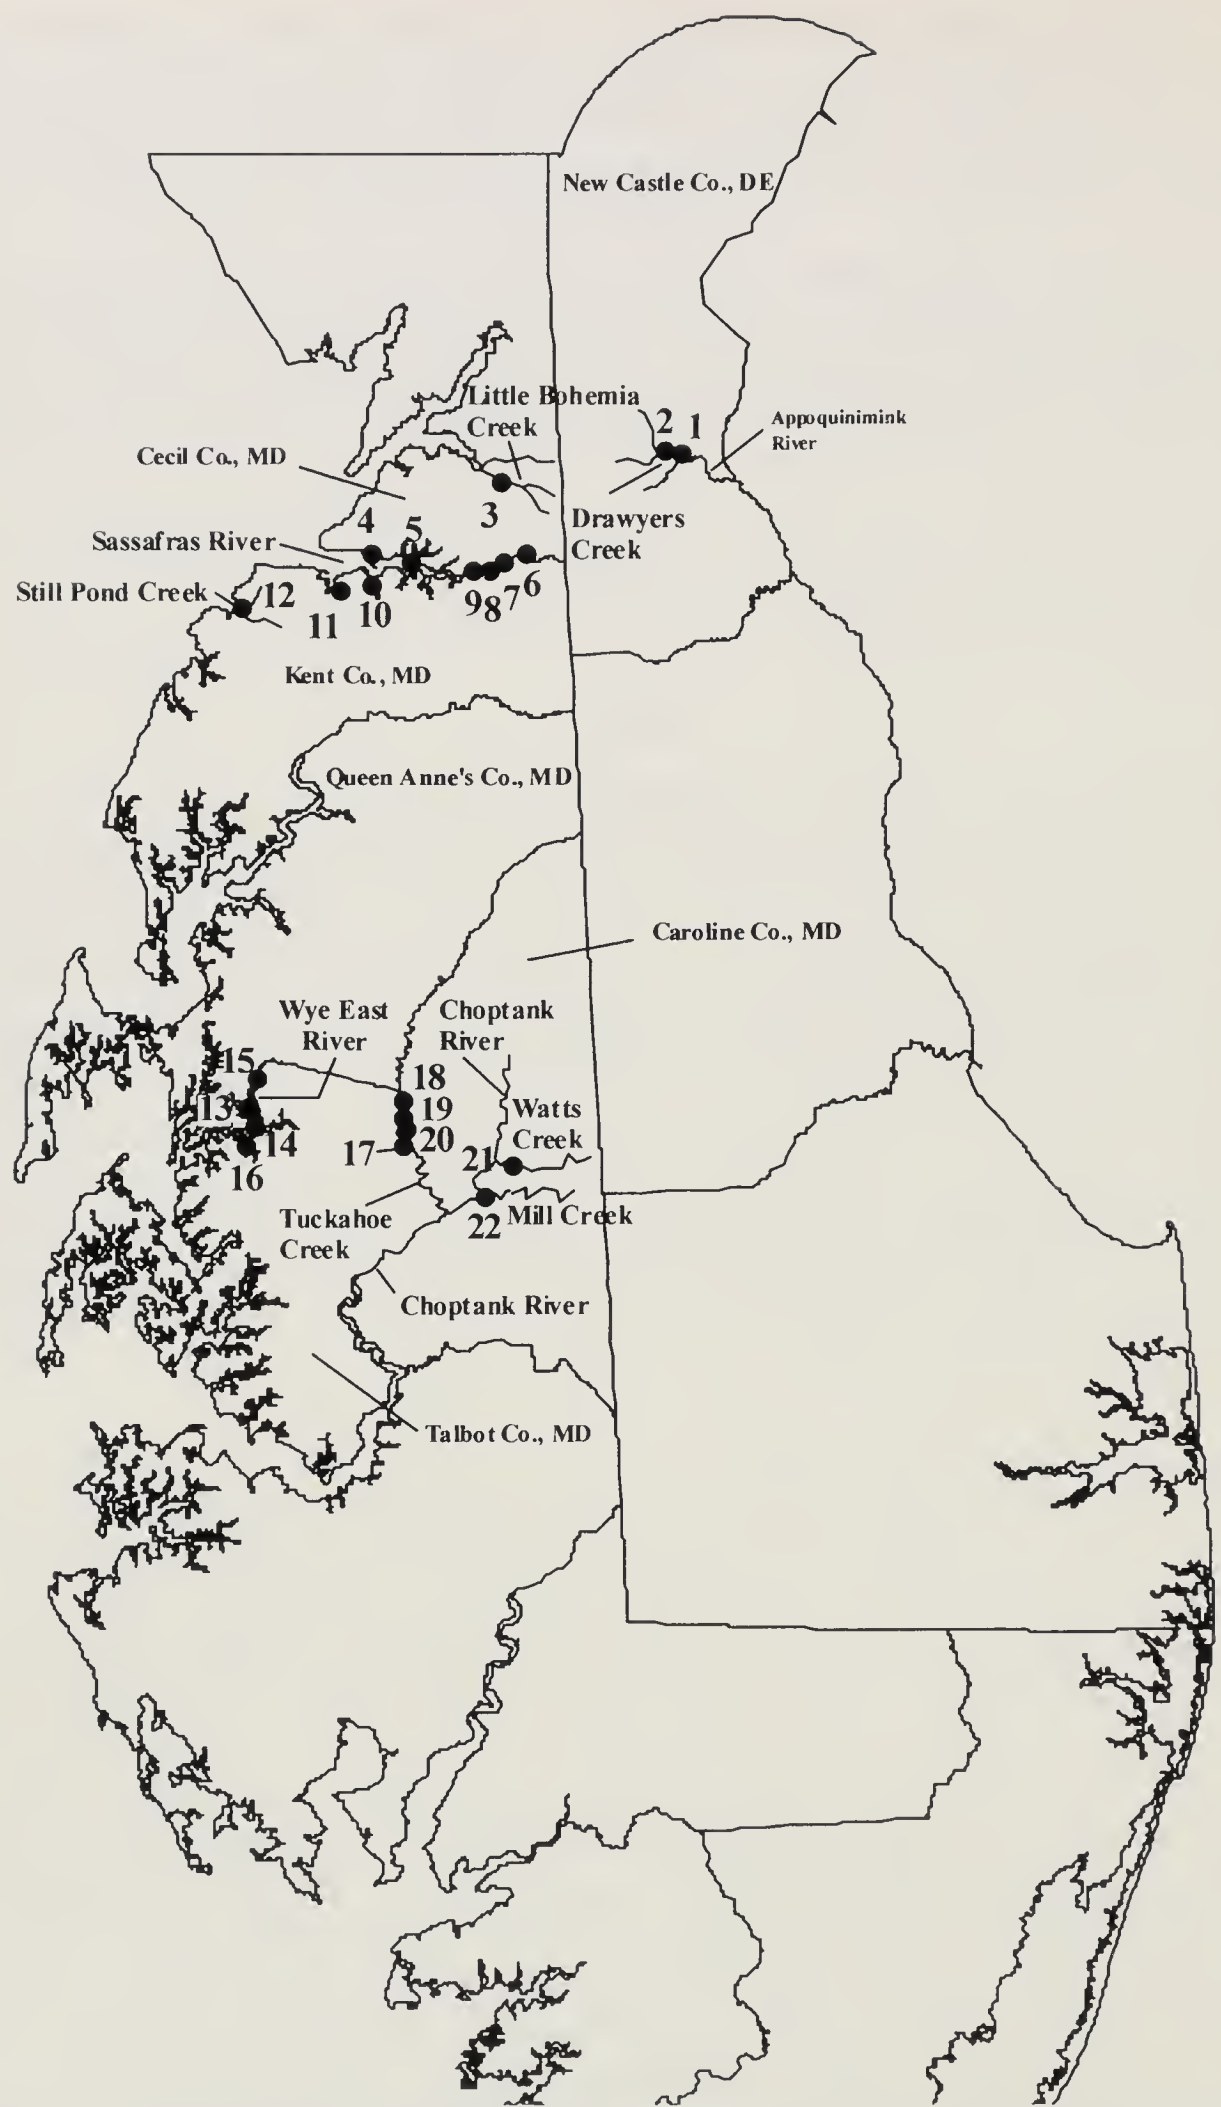 New Castle Co., DE
Little Bohemia
Creek
2
1
Appoquinimink
River
Cecil Co., MD
3
Drawyers
Creek
4
5
Sassafras River
Still Pond Creek
12
11
10
9
8
7
6
Kent Co., MD
Queen Anne's Co., MD
Caroline Co., MD
Wye East
River
Choptank
River
15
18
13
19
Watts
Creek
14
20
17
21
16
Tuckahoe
Creek
22
Mill Creek
Choptank River
Talbot Co., MD